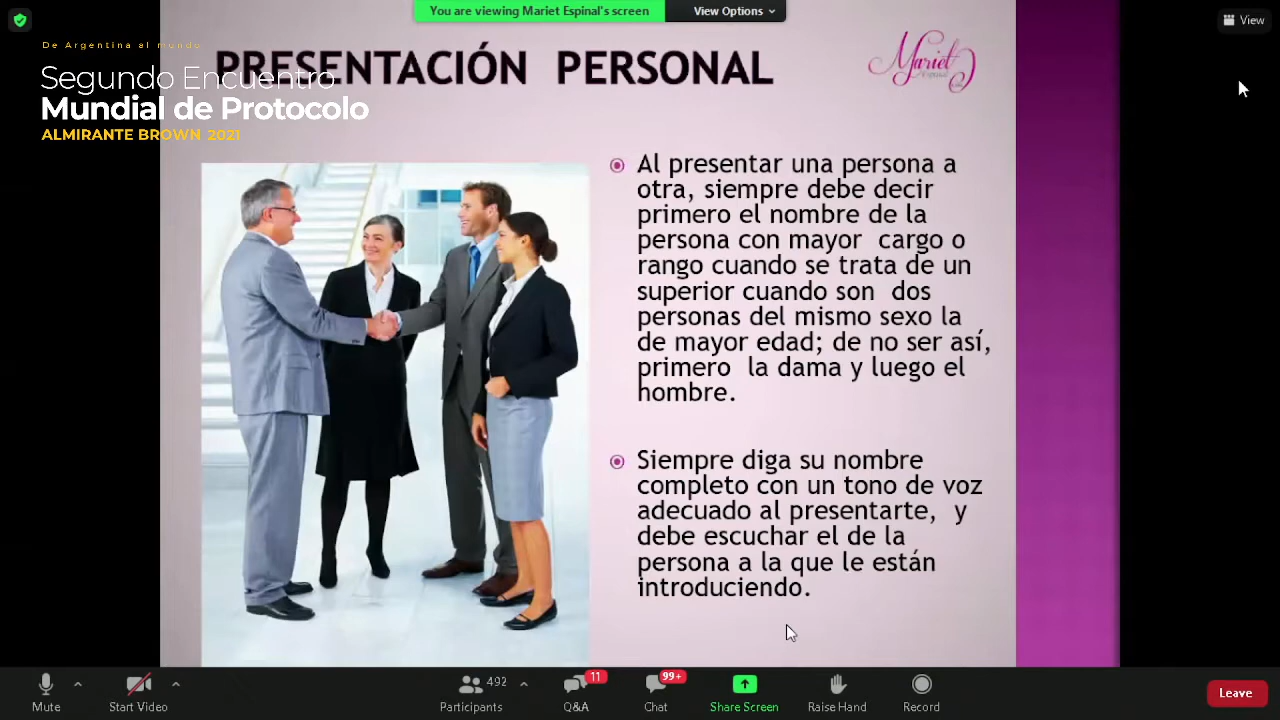 You are viewing Mariet Espinal's screen
View Options
View
De Argentina al mundo
Segundo Encuentro
Mundial de Protocolo
ALMIRANTE BROWN 2021
PRESENTACIÓN PERSONAL
Mariet
Al presentar una persona a
otra, siempre debe decir
primero el nombre de la
persona con mayor cargo o
rango cuando se trata de un
superior cuando son dos
personas del mismo sexo la
de mayor edad; de no ser así,
primero la dama y luego el
hombre.
Siempre diga su nombre
completo con un tono de voz
adecuado al presentarte, y
debe escuchar el de la
persona a la que le están
introduciendo.
492
11
99+
Mute
Start Video
Participants
Q&A
Chat
Share Screen
Raise Hand
Record
Leave